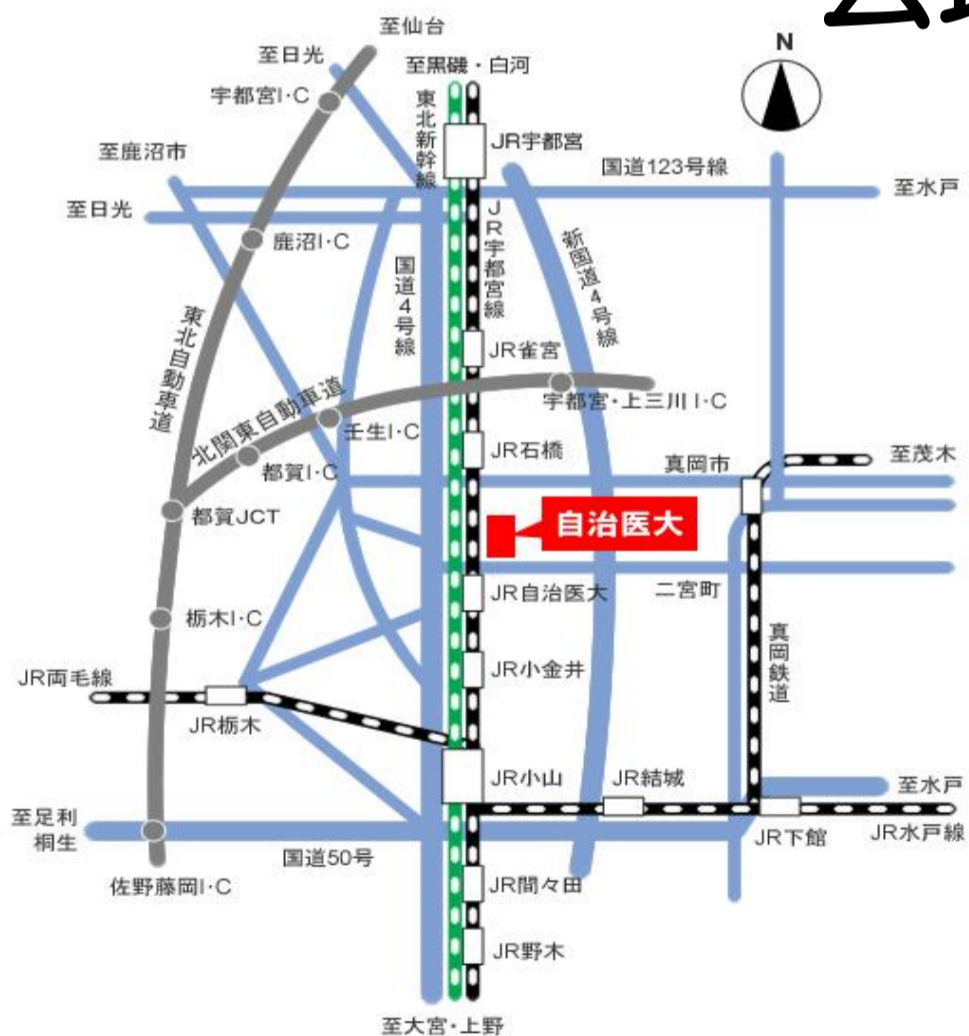 至仙台
至日光
至黒磯・白河
N
宇都宮I・C
東北新幹線
JR宇都宮
至鹿沼市
国道123号線
至水戸
至日光
JR宇都宮線
鹿沼I・C
国道4号線
新国道4号線
東北自動車道
JR雀宮
北関東自動車道
宇都宮・上三川I・C
壬生I・C
JR石橋
真岡市
至茂木
都賀I・C
都賀JCT
自治医大
JR自治医大
二宮町
栃木I・C
真岡鉄道
JR両毛線
JR小金井
JR栃木
JR小山
JR結城
至水戸
至足利
桐生
JR下館
JR水戸線
国道50号
佐野藤岡I・C
JR間々田
JR野木
至大宮・上野